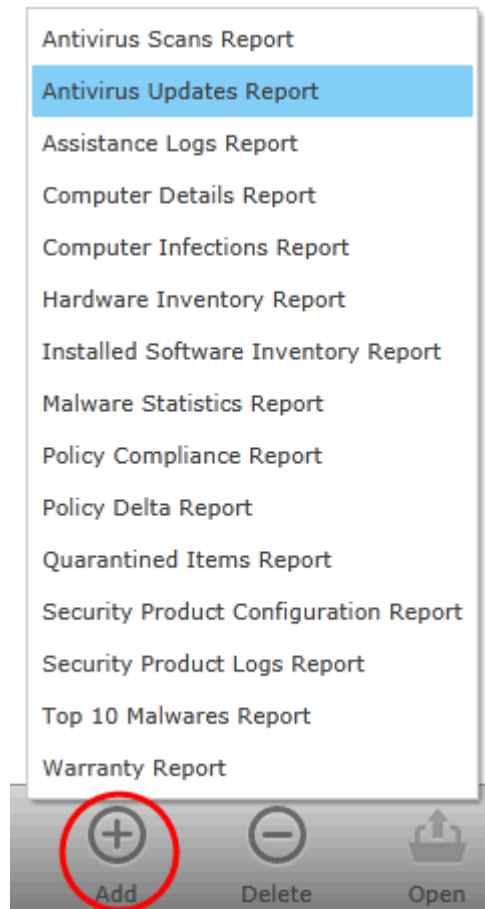 Antivirus Scans Report
Antivirus Updates Report
Assistance Logs Report
Computer Details Report
Computer Infections Report
Hardware Inventory Report
Installed Software Inventory Report
Malware Statistics Report
Policy Compliance Report
Policy Delta Report
Quarantined Items Report
Security Product Configuration Report
Security Product Logs Report
Top 10 Malwares Report
Warranty Report
Add Delete Open